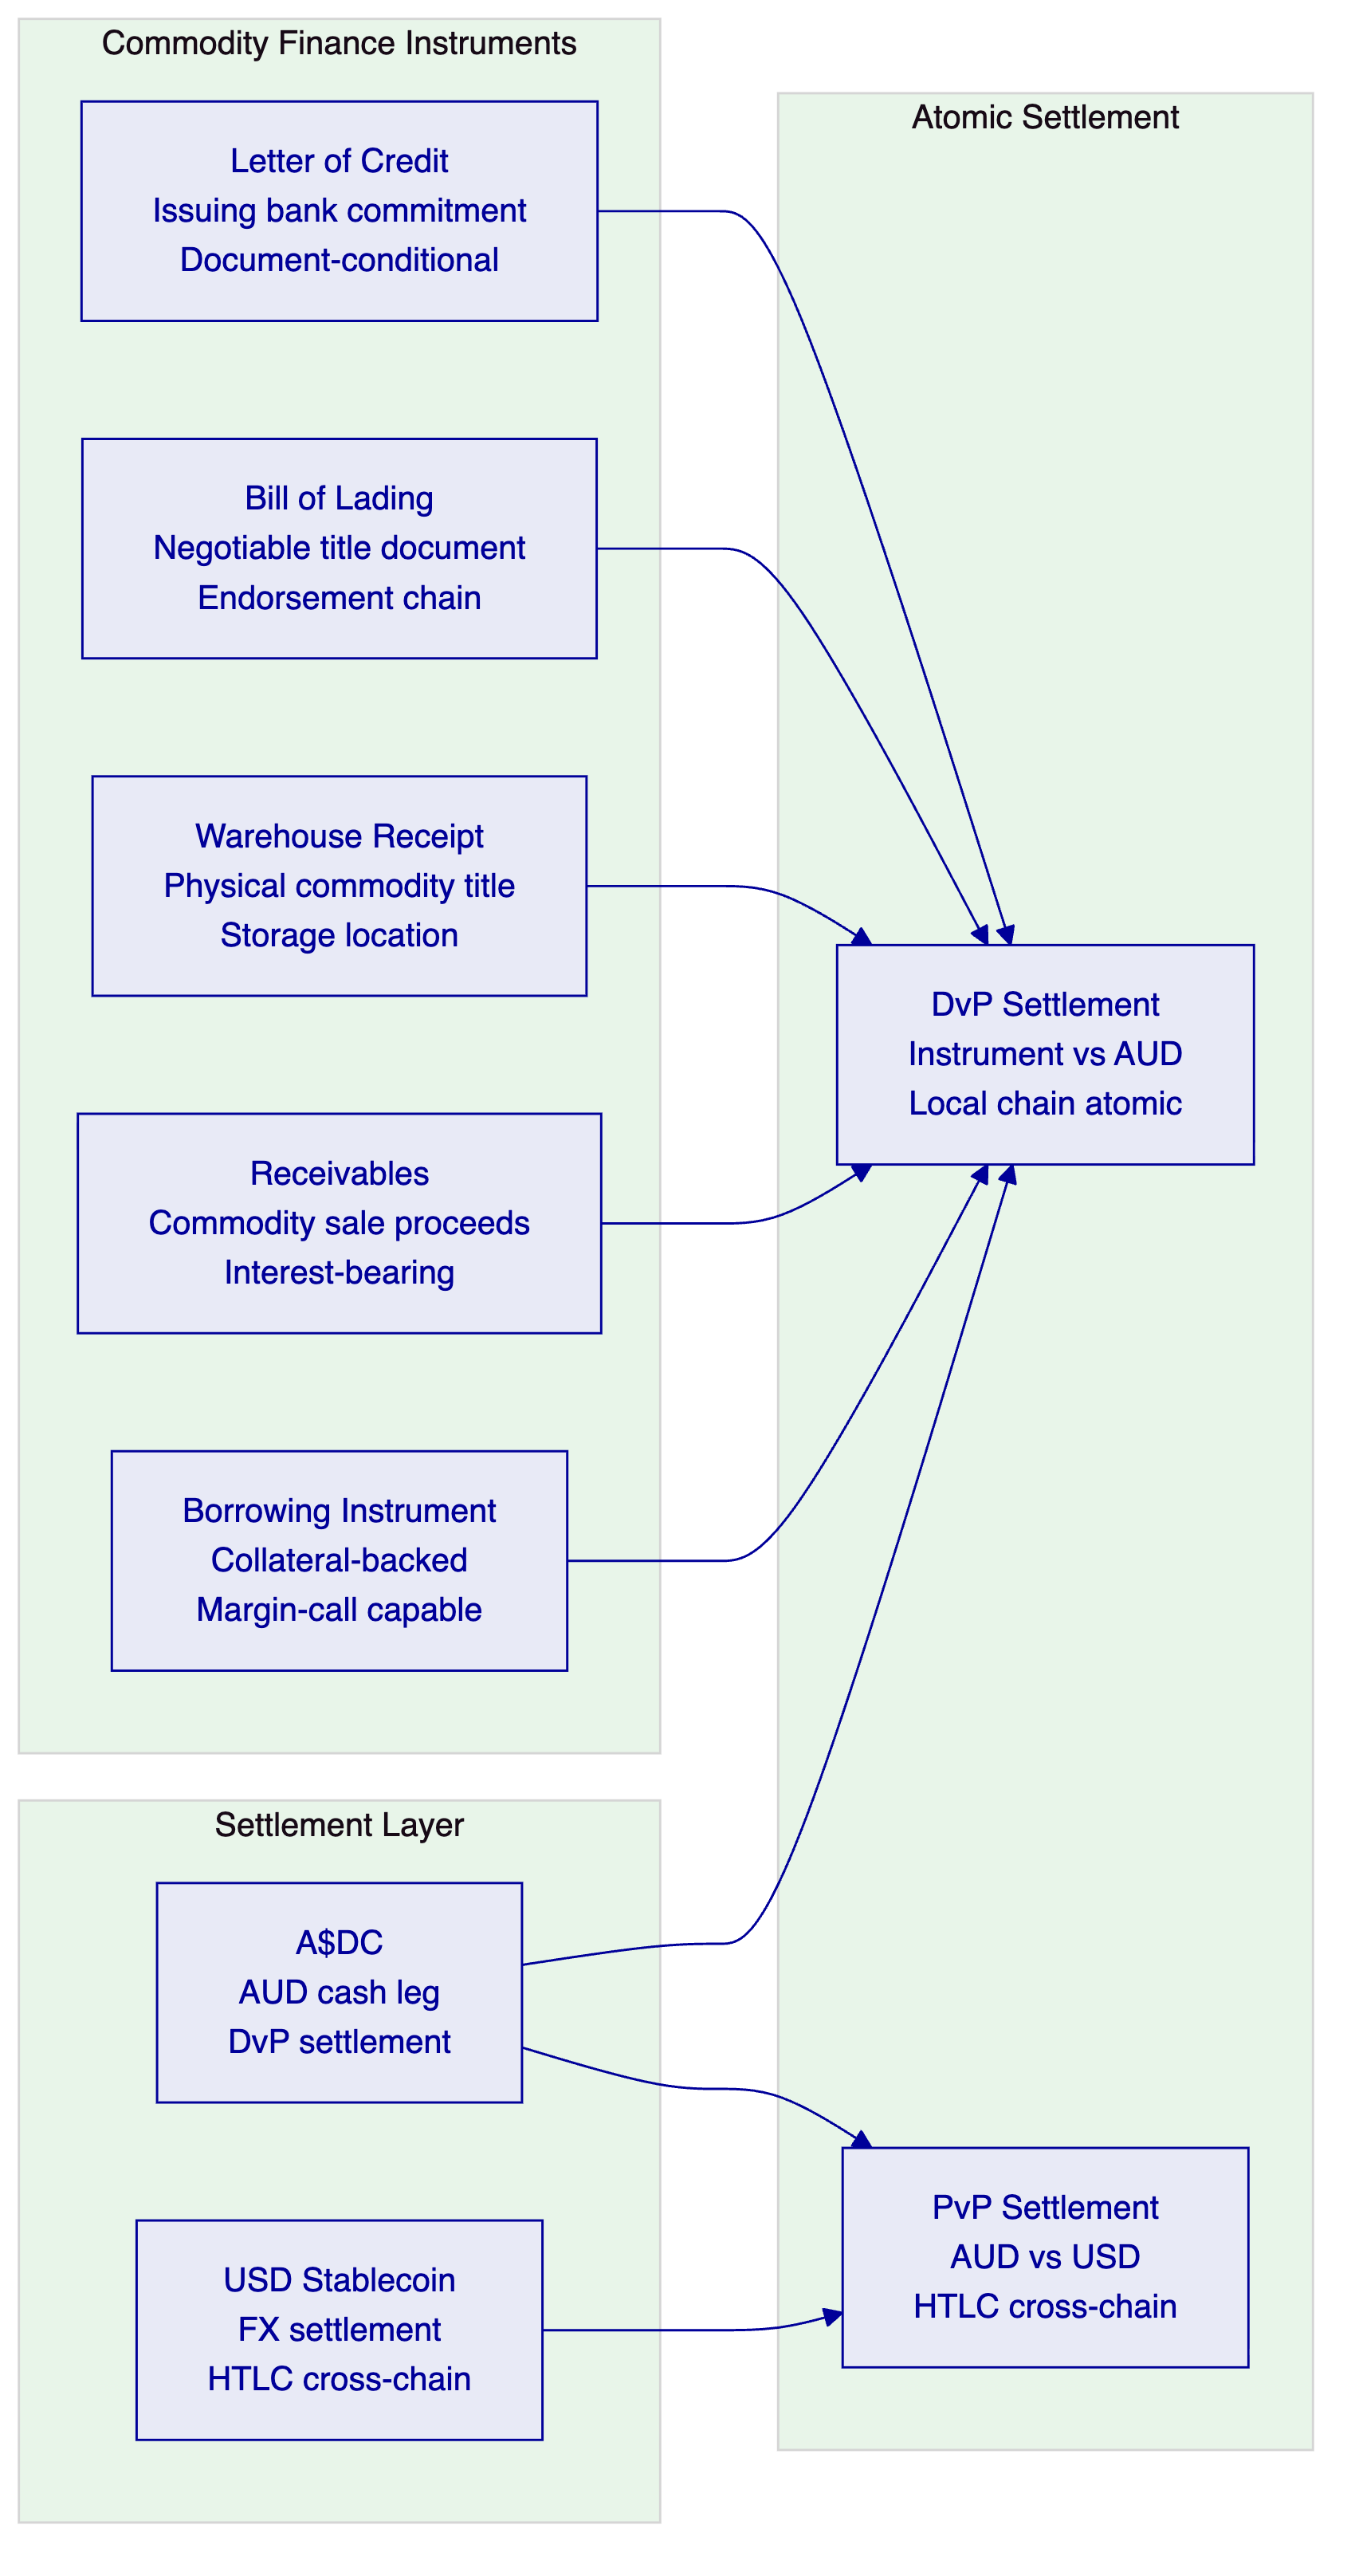 Commodity Finance Instruments
Letter of Credit
Issuing bank commitment
Document-conditional
Bill of Lading
Negotiable title document
Endorsement chain
Warehouse Receipt
Physical commodity title
Storage location
Receivables
Commodity sale proceeds
Interest-bearing
Borrowing Instrument
Collateral-backed
Margin-call capable
Settlement Layer
A$DC
AUD cash leg
DvP settlement
USD Stablecoin
FX settlement
HTLC cross-chain
Atomic Settlement
DvP Settlement
Instrument vs AUD
Local chain atomic
PvP Settlement
AUD vs USD
HTLC cross-chain